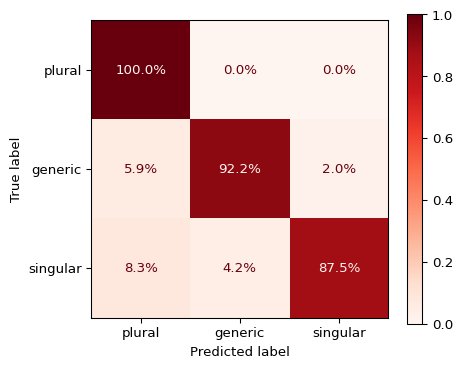 1.0
plural 100.0% 0.0% 0.0%
0.8
0.6
generic 5.9% 92.2% 2.0%
True label
0.4
0.2
singular 8.3% 4.2% 87.5%
0.0
plural generic singular
Predicted label